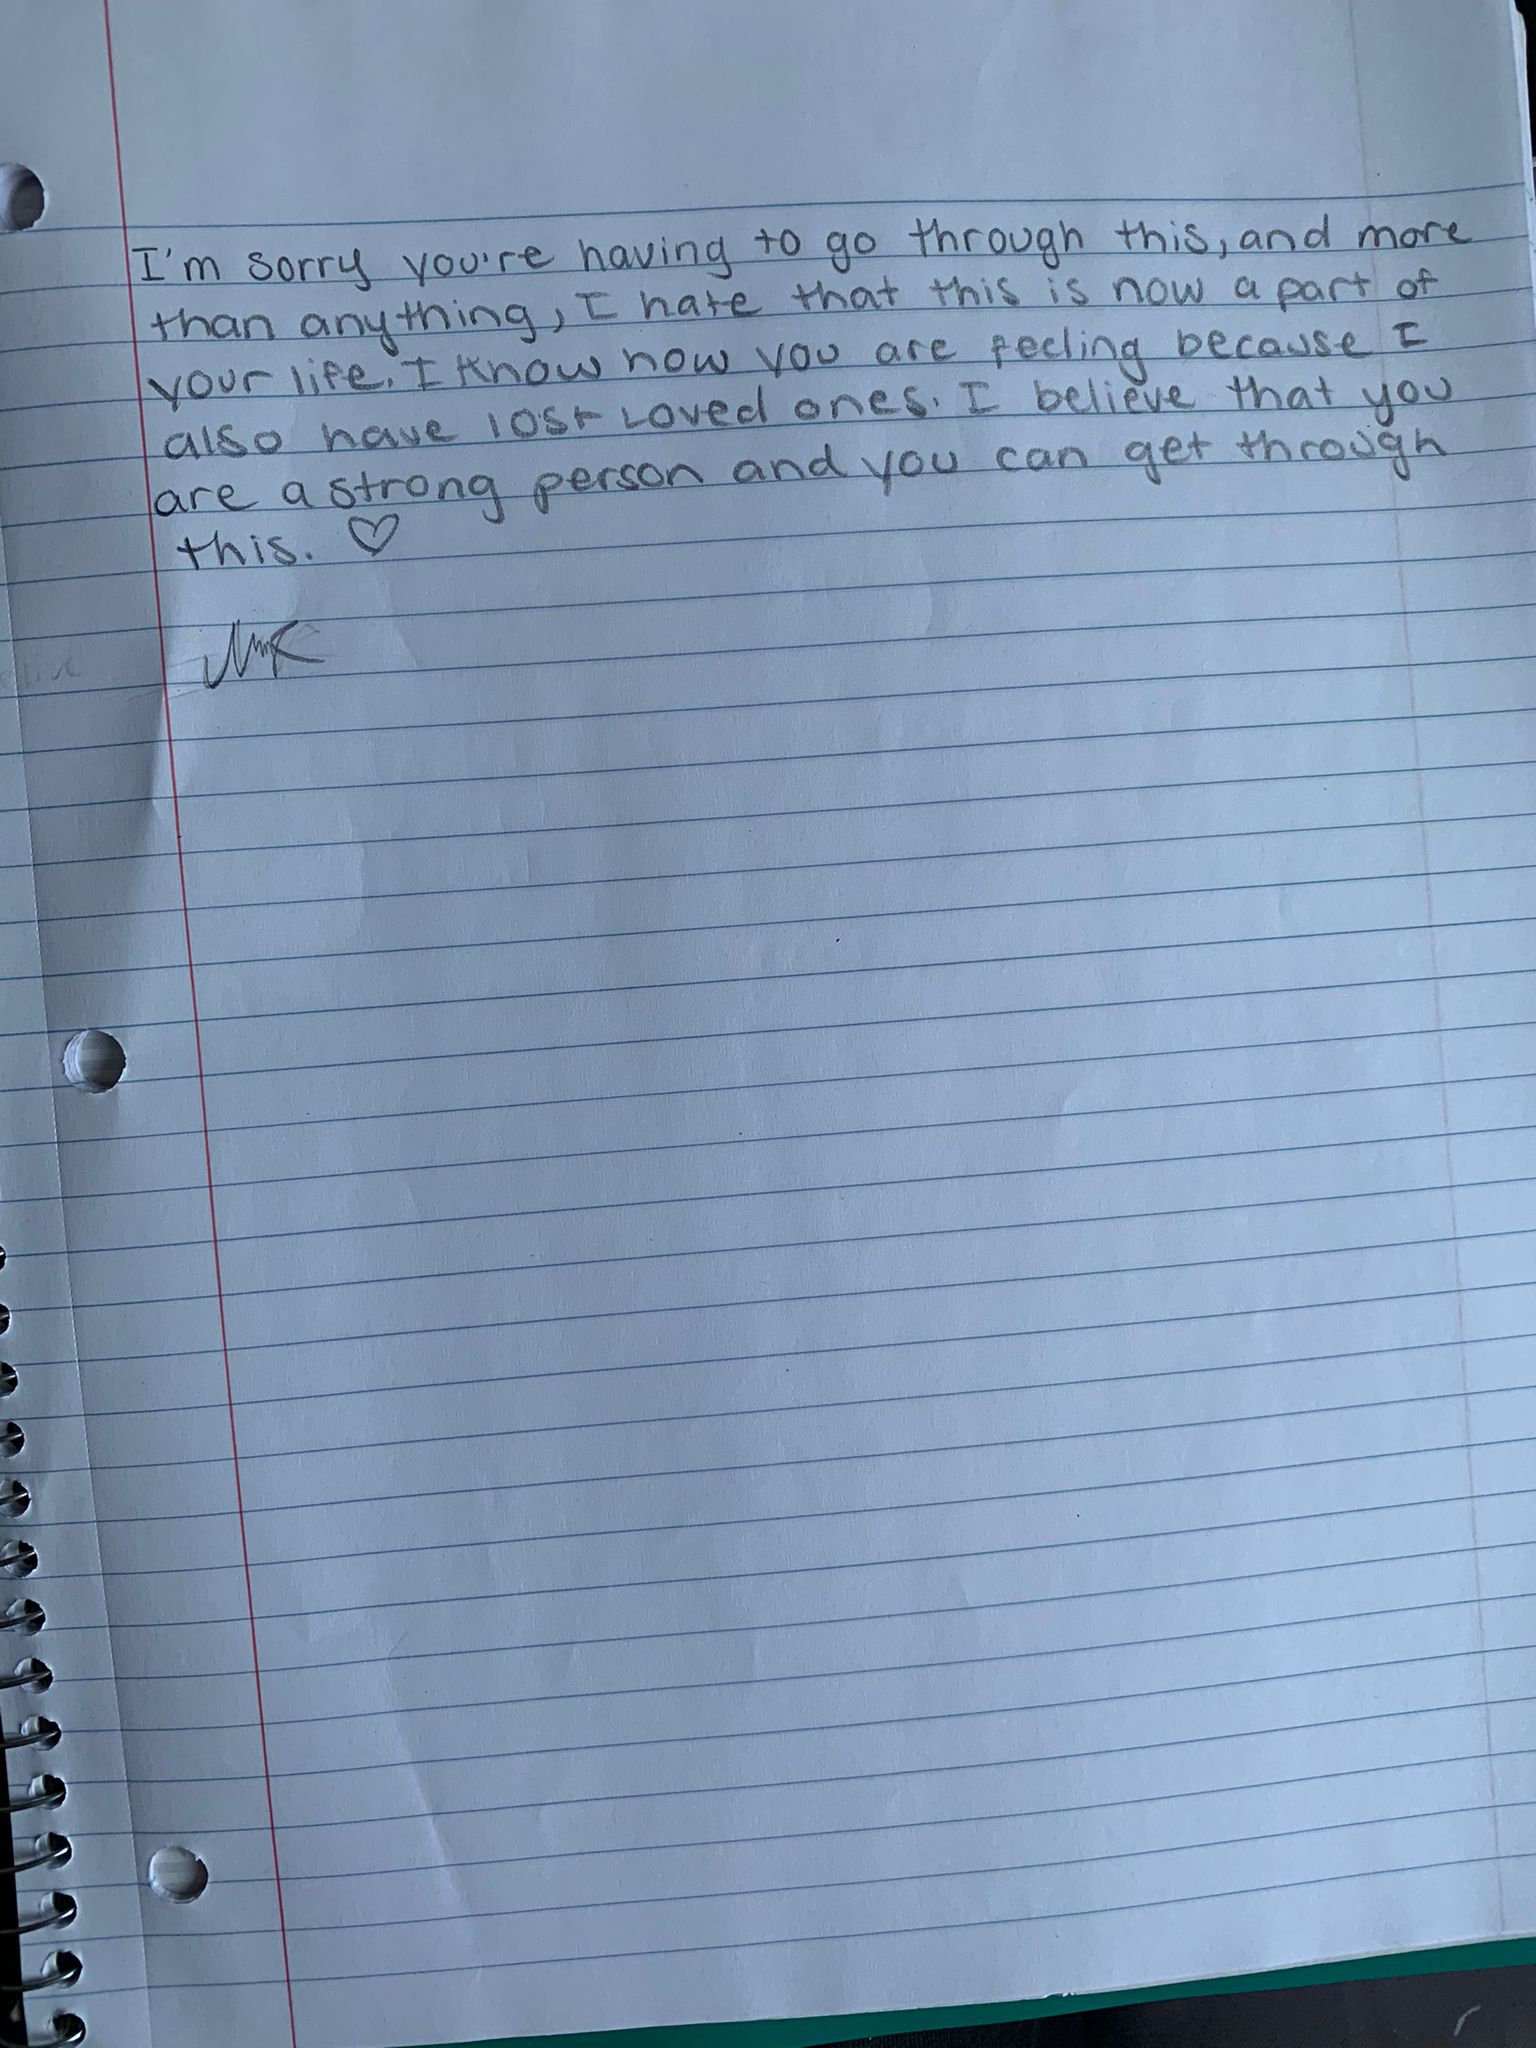 I'm sorry you're having to go through this, and more
than anything, I hate that this is now a part of
your life. I know how you are feeling because I
also have lost loved ones. I believe that you
are a strong person and you can get through
this. ♡